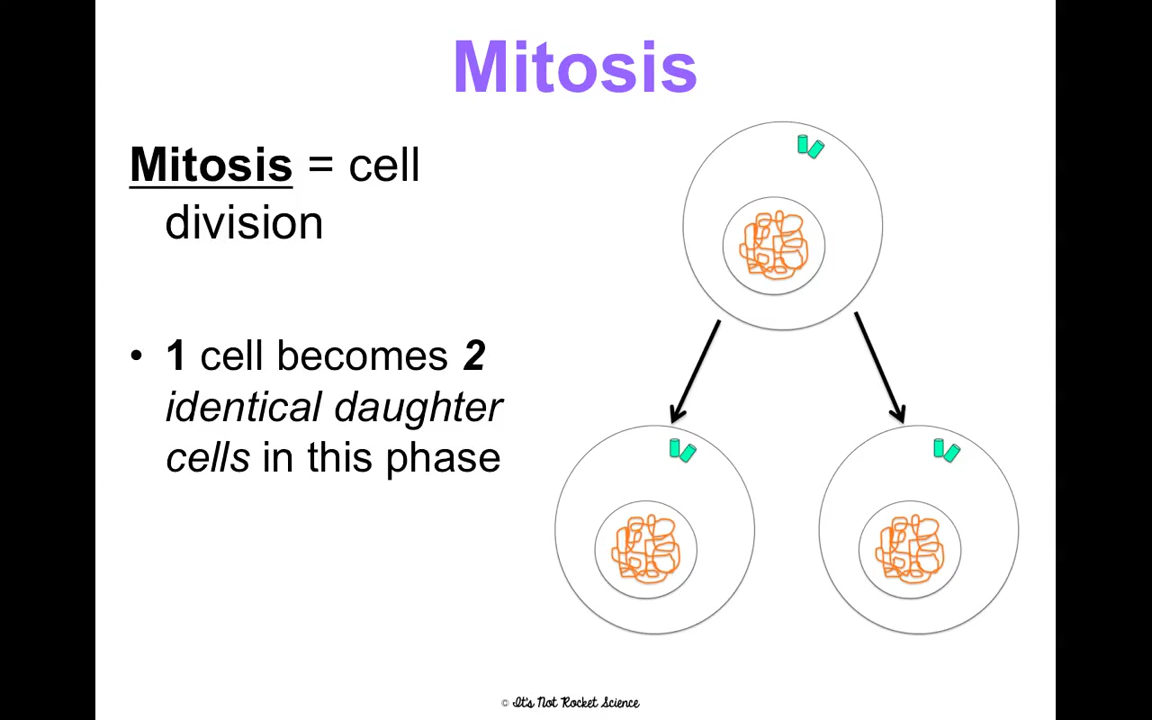 Mitosis
Mitosis = cell
division
• 1 cell becomes 2
identical daughter
cells in this phase
© It's Not Rocket Science